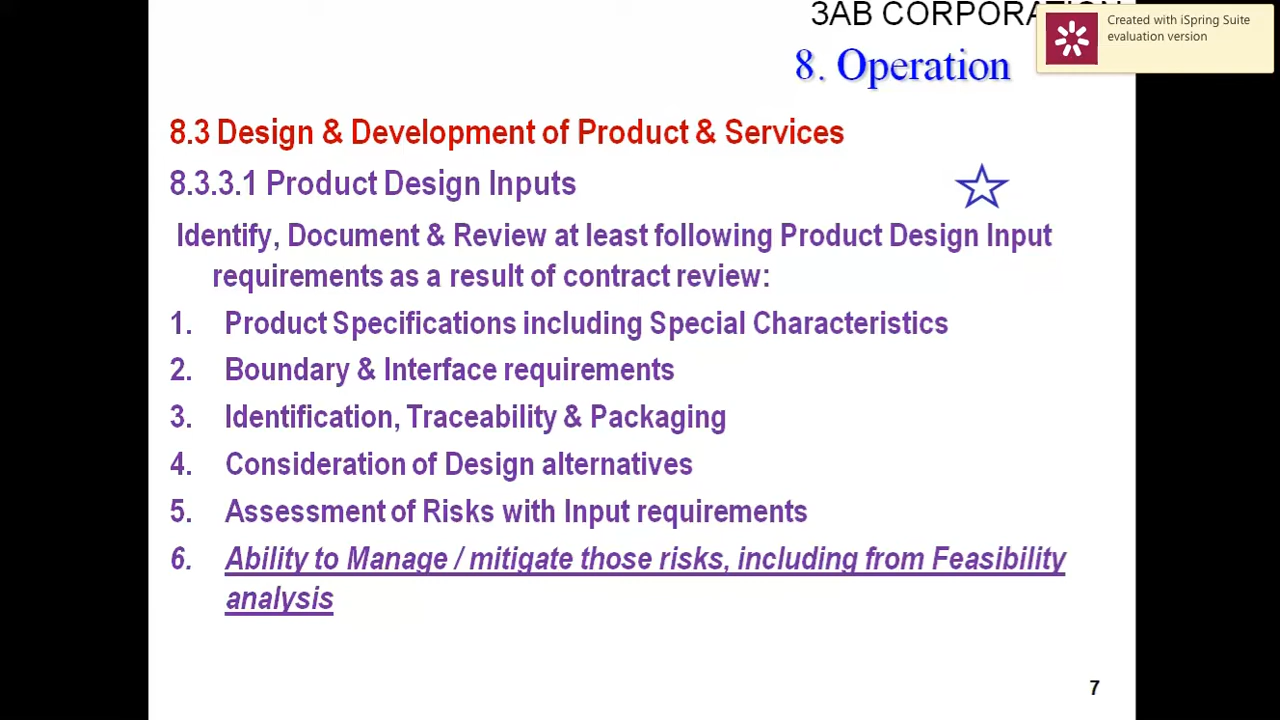 3AB CORPORATION
Created with iSpring Suite
evaluation version
8. Operation
8.3 Design & Development of Product & Services
8.3.3.1 Product Design Inputs
Identify, Document & Review at least following Product Design Input
requirements as a result of contract review:
1. Product Specifications including Special Characteristics
2. Boundary & Interface requirements
3. Identification, Traceability & Packaging
4. Consideration of Design alternatives
5. Assessment of Risks with Input requirements
6. Ability to Manage / mitigate those risks, including from Feasibility
analysis
7